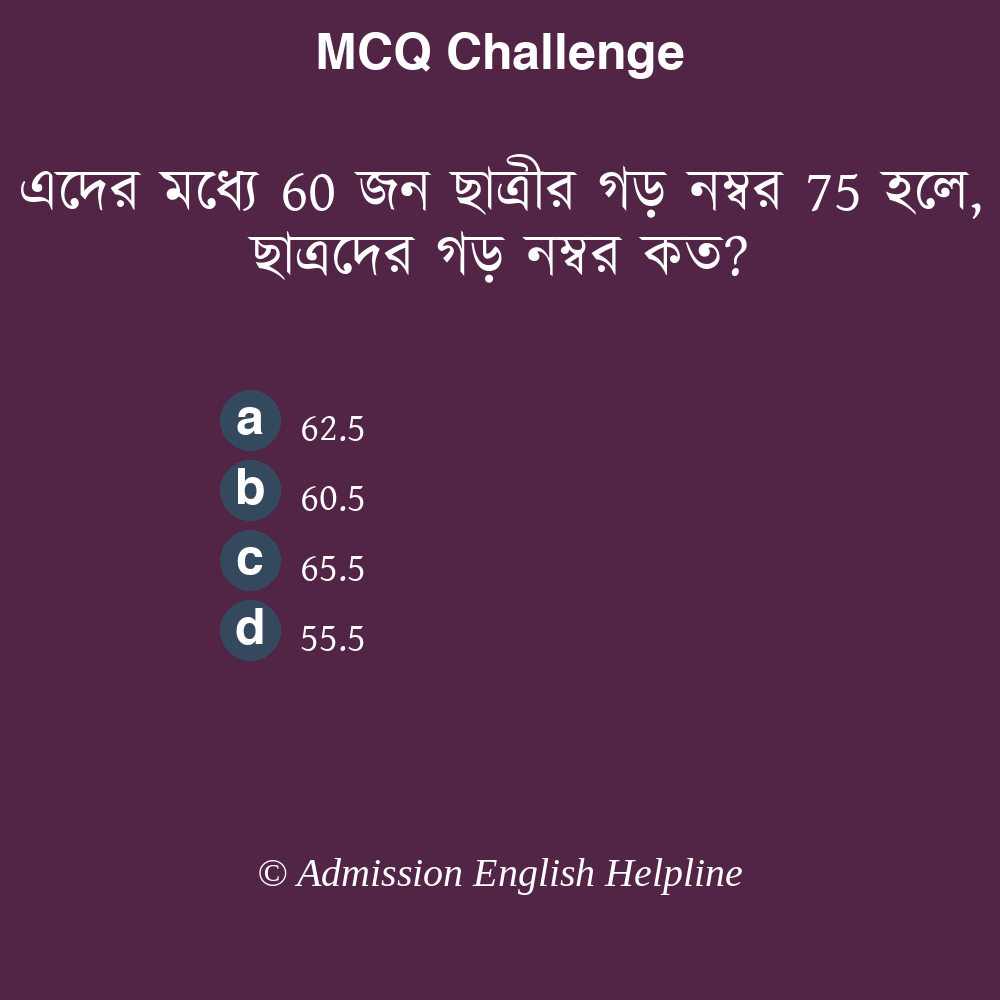 MCQ Challenge
এদের মধ্যে 60 জন ছাত্রীর গড় নম্বর 75 হলে,
ছাত্রদের গড় নম্বর কত?
a 62.5
b 60.5
c 65.5
d 55.5
© Admission English Helpline